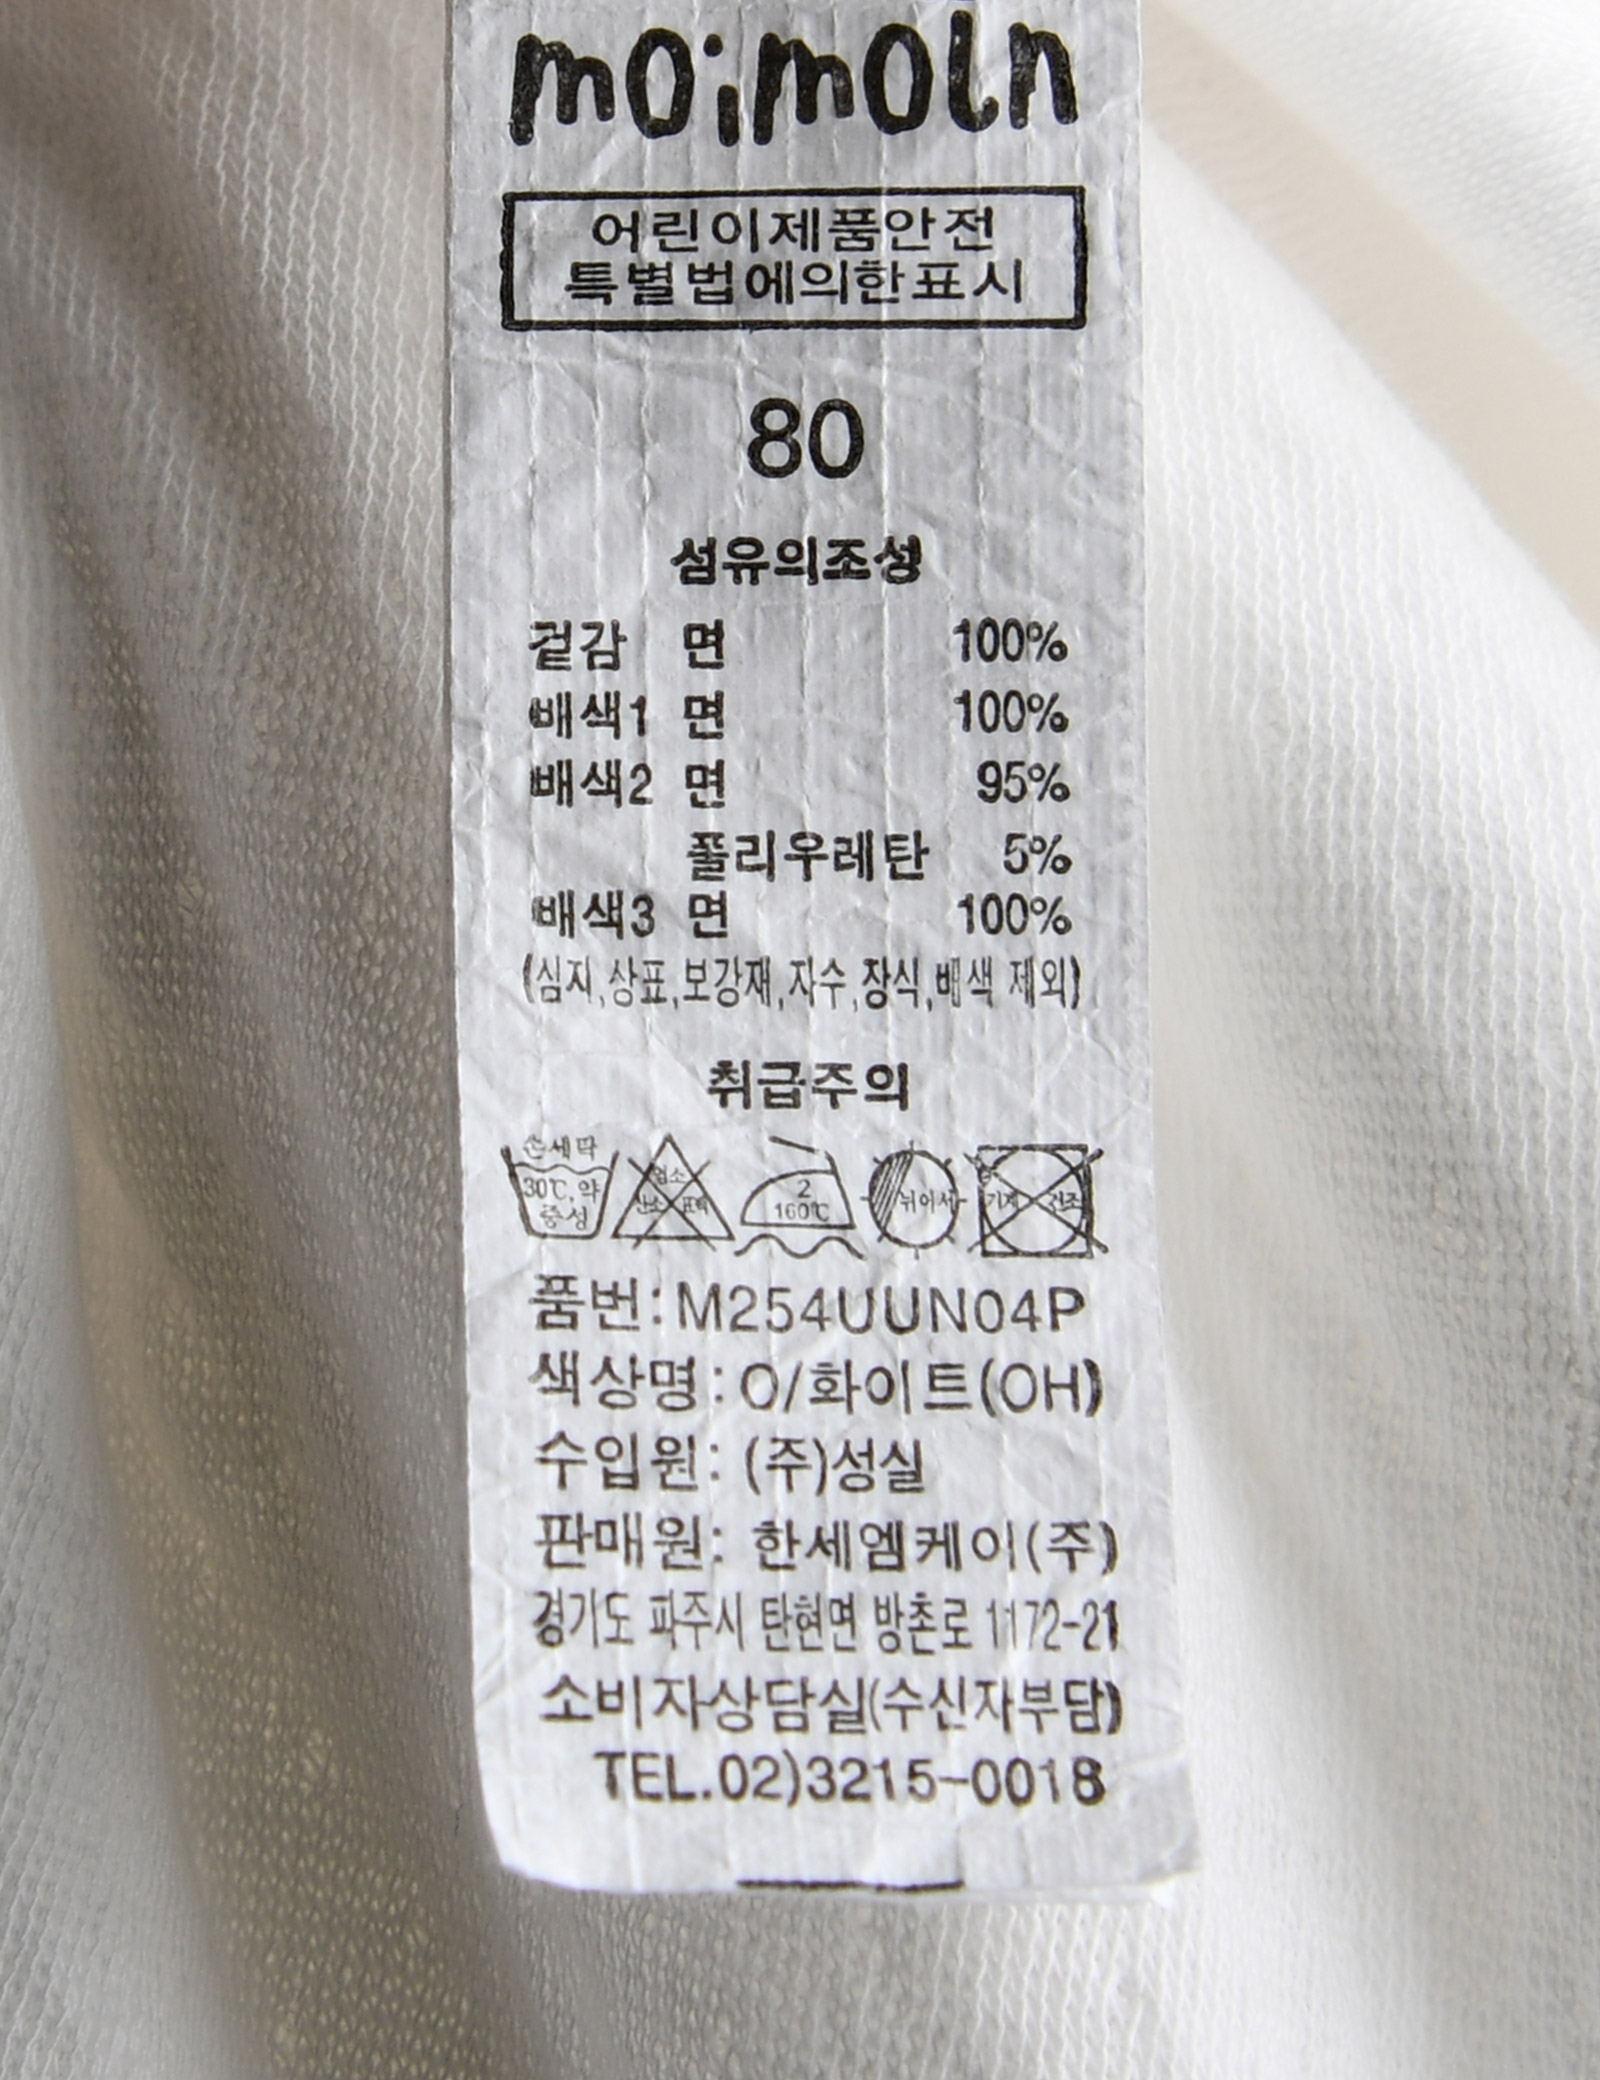 moimoln
어린이제품안전
특별법에의한표시
80
섬유의조성
겉감 면 100%
배색1 면 100%
배색2 면 95%
폴리우레탄 5%
배색3 면 100%
(심지,상표,보강재,자수,장식,배색 제외)
취급주의
손세탁
30℃,약
중성
염소
산소 표백
2
160℃
뉘어서
기계 건조
품번:M254UUN04P
색상명:O/화이트(OH)
수입원: (주)성실
판매원: 한세엠케이(주)
경기도 파주시 탄현면 방촌로 1172-21
소비자상담실(수신자부담)
TEL.02)3215-0018